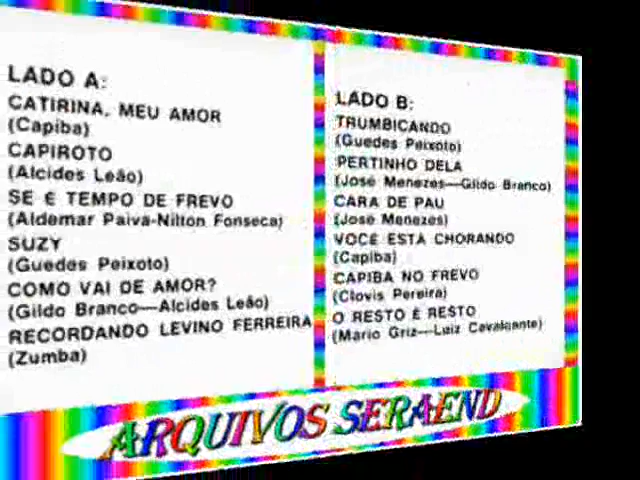 LADO A:
CATIRINA, MEU AMOR
(Capiba)
CAPIROTO
(Alcides Leão)
SE É TEMPO DE FREVO
(Aldemar Paiva-Nilton Fonseca)
SUZY
(Guedes Peixoto)
COMO VAI DE AMOR?
(Gildo Branco—Alcides Leão)
RECORDANDO LEVINO FERREIRA
(Zumba)
LADO B:
TRUMBICANDO
(Guedes Peixoto)
PERTINHO DELA
(José Menezes—Gildo Branco)
CARA DE PAU
(José Menezes)
VOCÊ ESTÁ CHORANDO
(Capiba)
CAPIBA NO FREVO
(Clovis Pereira)
O RESTO É RESTO
(Mario Griz—Luiz Cavalcante)
ARQUIVOS SERAEND